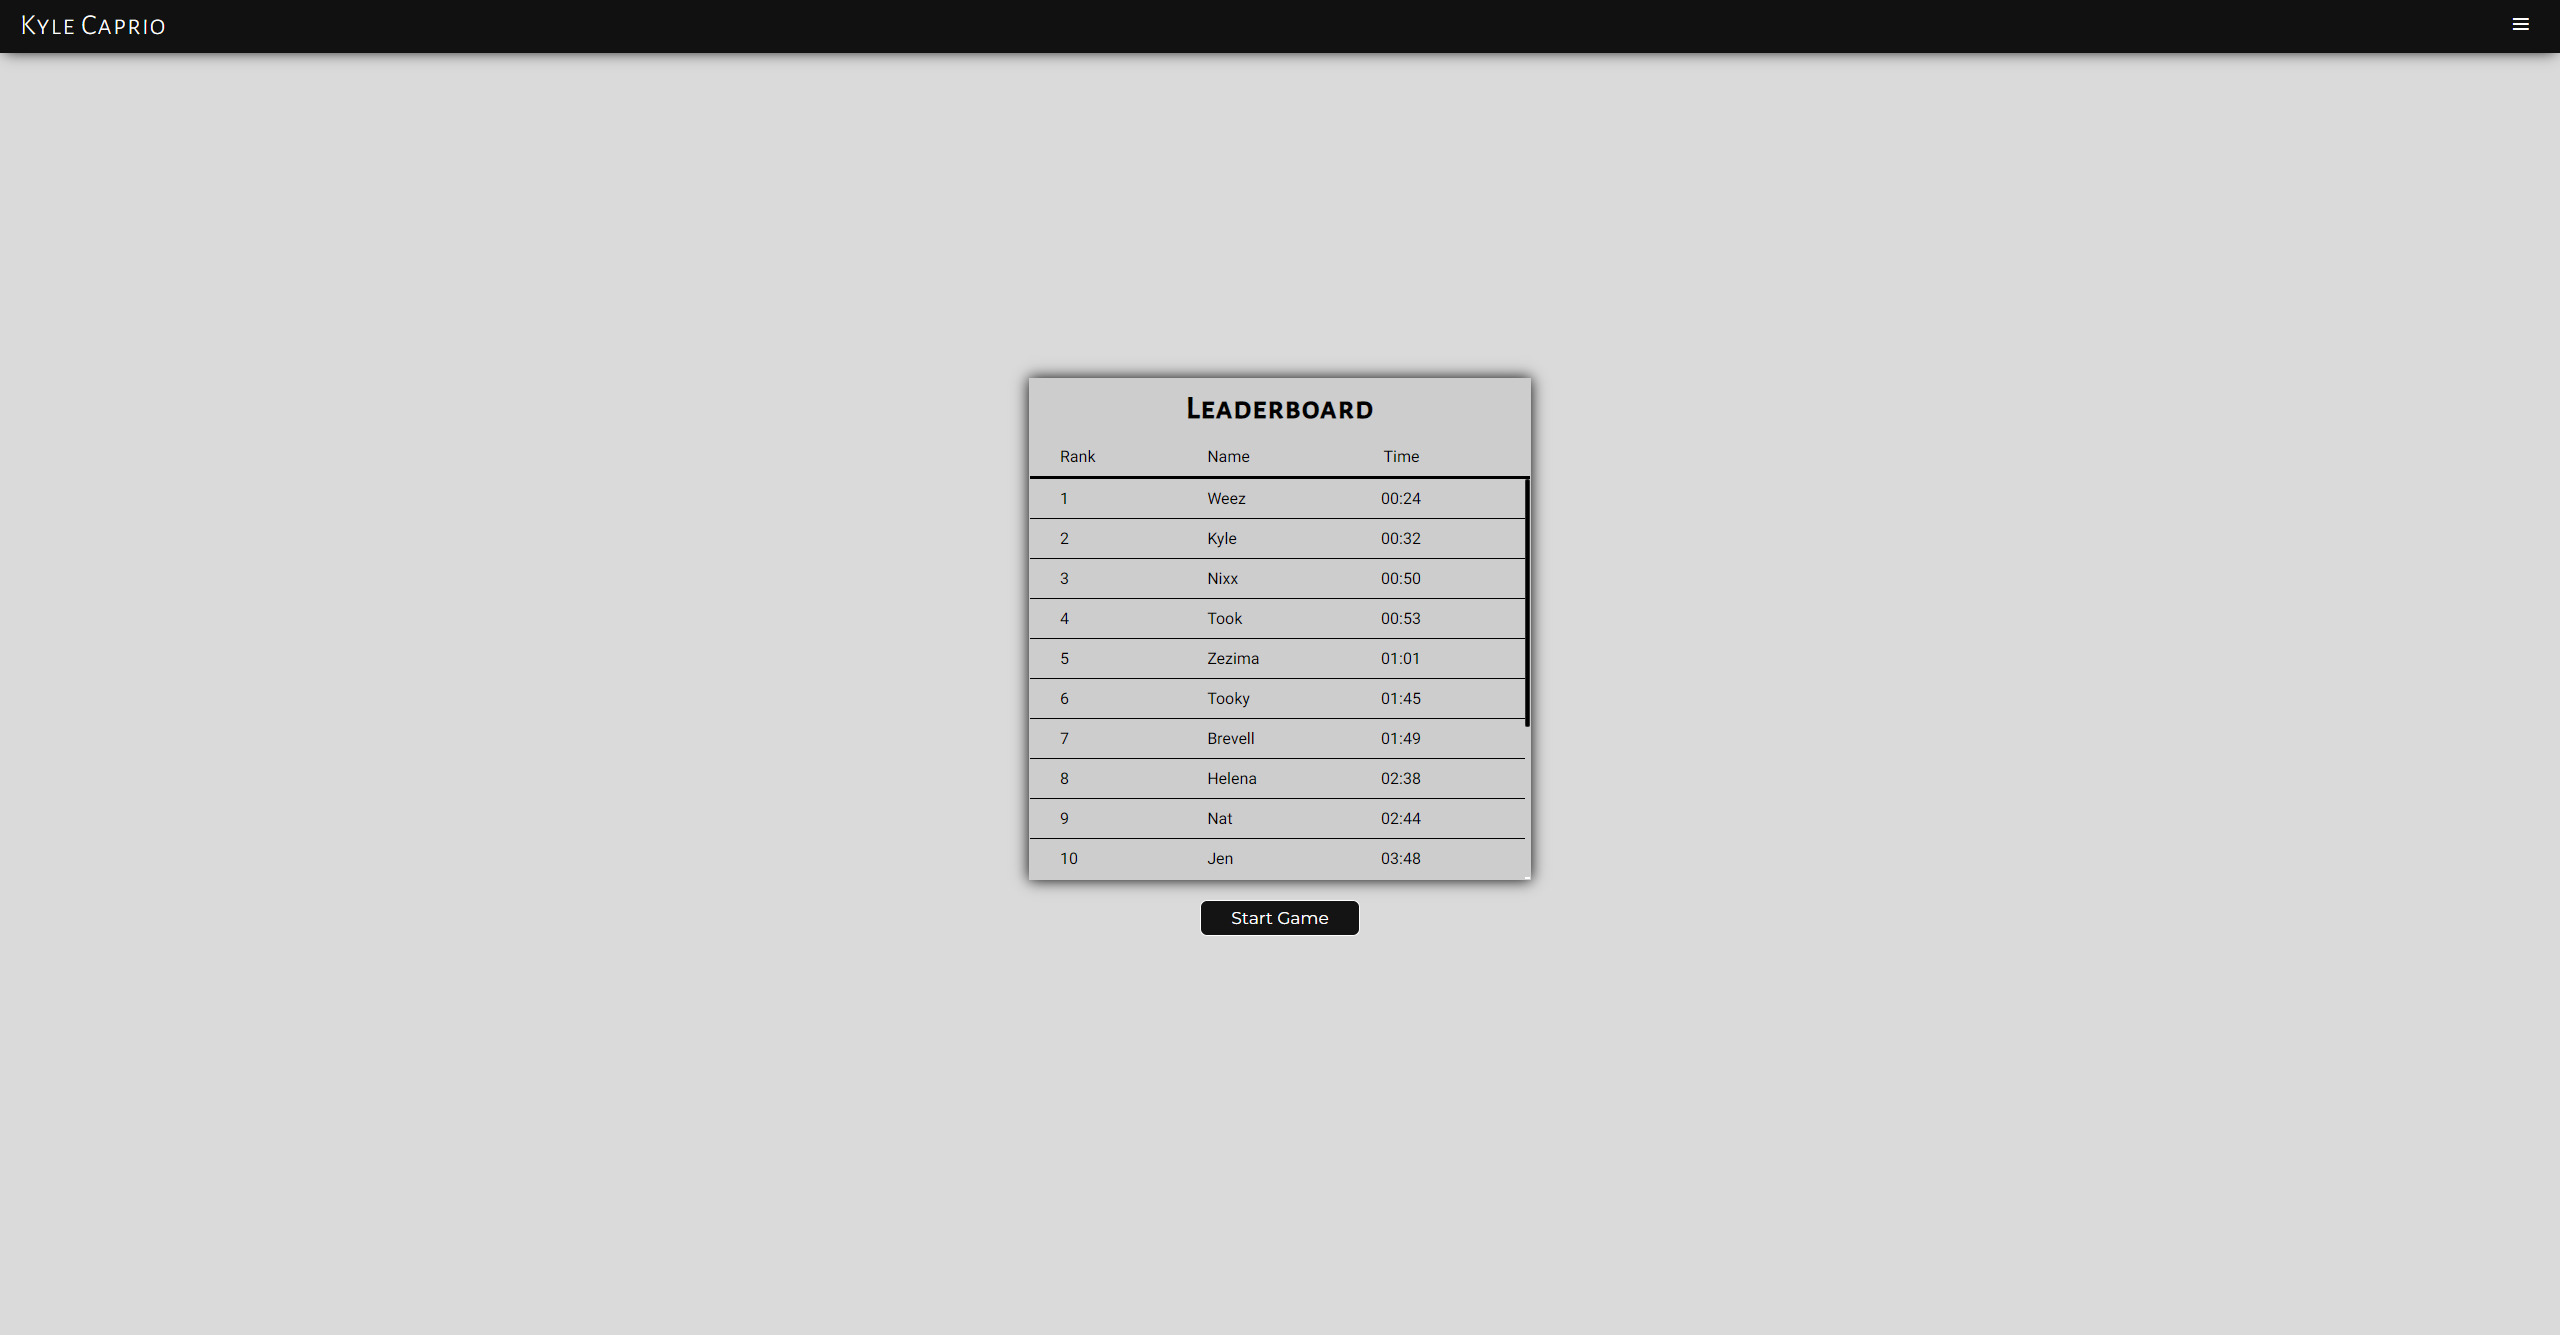 Kyle Caprio
Leaderboard
Rank Name Time
1 Weez 00:24
2 Kyle 00:32
3 Nixx 00:50
4 Took 00:53
5 Zezima 01:01
6 Tooky 01:45
7 Brevell 01:49
8 Helena 02:38
9 Nat 02:44
10 Jen 03:48
Start Game